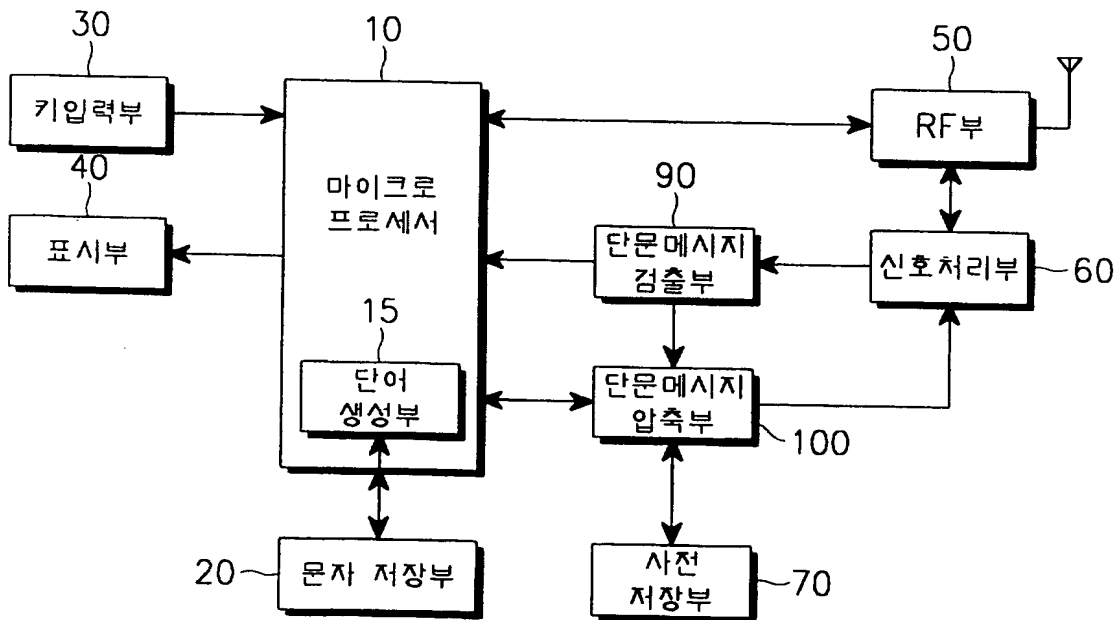 30
10
50
키입력부
RF부
40
마이크로
프로세서
90
표시부
단문메시지
검출부
신호처리부
60
15
단어
생성부
단문메시지
압축부
100
20
문자 저장부
사전
저장부
70